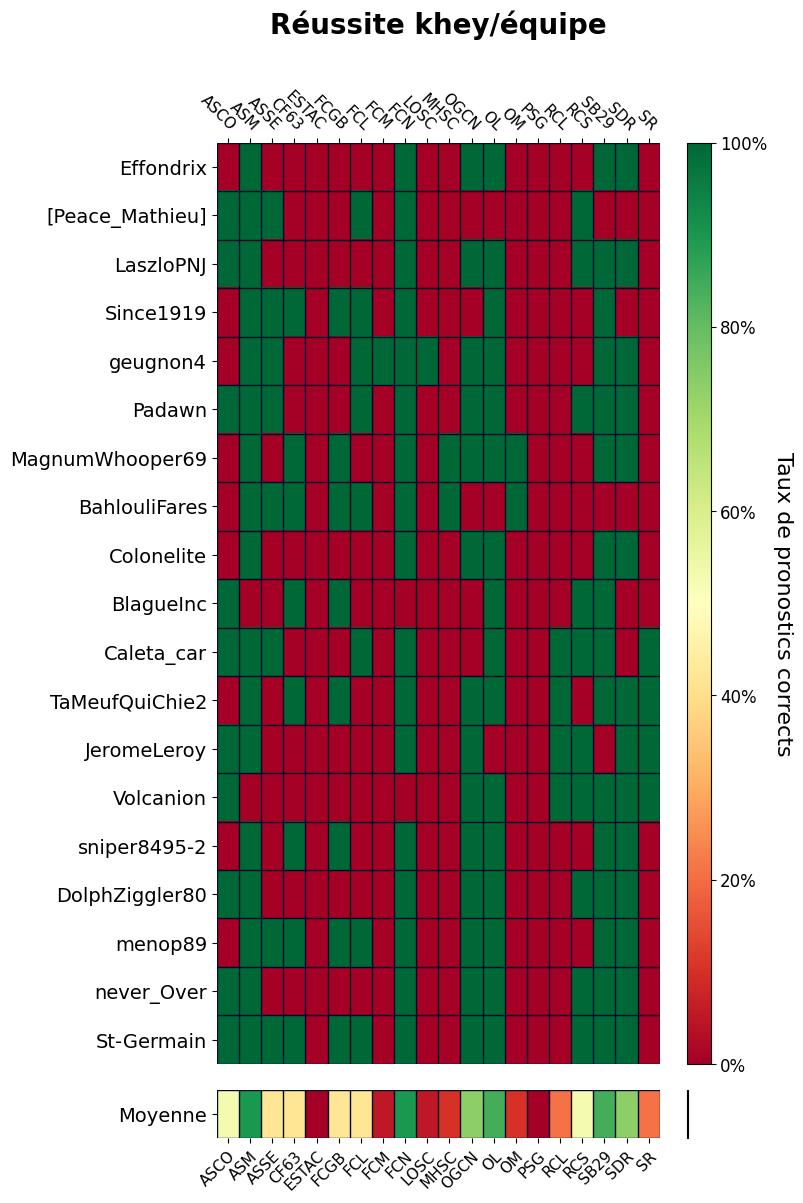 Réussite khey/équipe
ASCO ASM ASSE CF63 ESTAC FCGB FCL FCM FCN LOSC MHSC OGCN OL OM PSG RCL RCS SB29 SDR SR
Effondrix
[Peace_Mathieu]
LaszloPNJ
Since1919
geugnon4
Padawn
MagnumWhooper69
BahlouliFares
Colonelite
BlagueInc
Caleta_car
TaMeufQuiChie2
JeromeLeroy
Volcanion
sniper8495-2
DolphZiggler80
menop89
never_Over
St-Germain
100%
80%
60%
40%
20%
0%
Taux de pronostics corrects
Moyenne
ASCO ASM ASSE CF63 ESTAC FCGB FCL FCM FCN LOSC MHSC OGCN OL OM PSG RCL RCS SB29 SDR SR